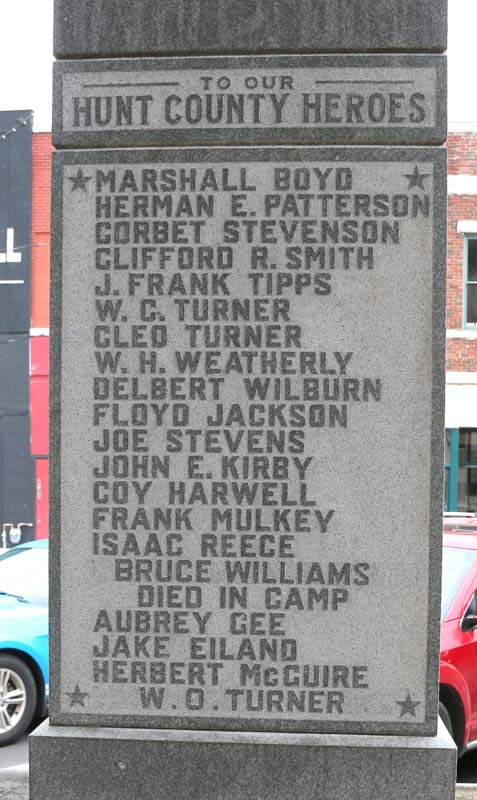 TO OUR
HUNT COUNTY HEROES
MARSHALL BOYD
HERMAN E. PATTERSON
CORBET STEVENSON
CLIFFORD R. SMITH
J. FRANK TIPPS
W. C. TURNER
CLEO TURNER
W. H. WEATHERLY
DELBERT WILBURN
FLOYD JACKSON
JOE STEVENS
JOHN E. KIRBY
COY HARWELL
FRANK MULKEY
ISAAC REECE
BRUCE WILLIAMS
DIED IN CAMP
AUBREY GEE
JAKE EILAND
HERBERT McGUIRE
W. O. TURNER